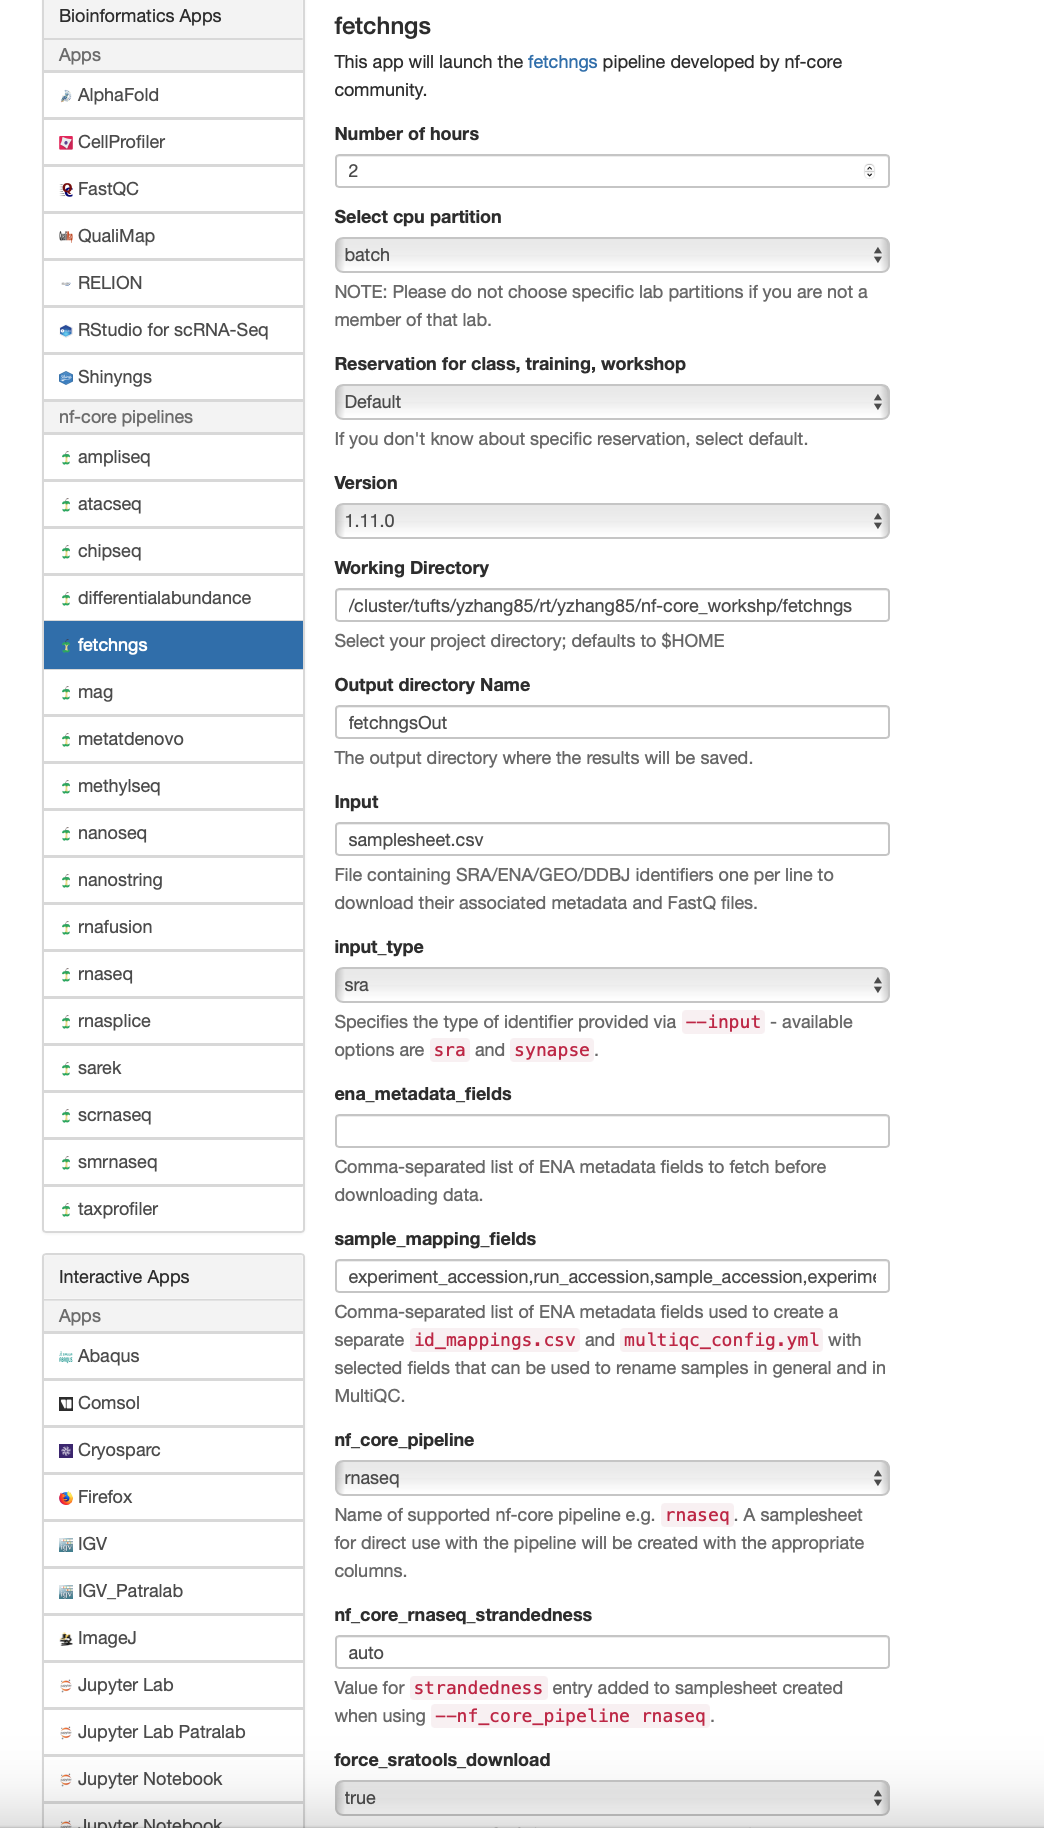 Bioinformatics Apps
Apps
AlphaFold
CellProfiler
FastQC
QualiMap
RELION
RStudio for scRNA-Seq
Shinyngs
nf-core pipelines
ampliseq
atacseq
chipseq
differentialabundance
fetchngs
mag
metatdenovo
methylseq
nanoseq
nanostring
rnafusion
rnaseq
rnasplice
sarek
scrnaseq
smrnaseq
taxprofiler
Interactive Apps
Apps
Abaqus
Comsol
Cryosparc
Firefox
IGV
IGV_Patralab
ImageJ
Jupyter Lab
Jupyter Lab Patralab
Jupyter Notebook
Jupyter Notebook
fetchngs
This app will launch the fetchngs pipeline developed by nf-core
community.
Number of hours
2
Select cpu partition
batch
NOTE: Please do not choose specific lab partitions if you are not a
member of that lab.
Reservation for class, training, workshop
Default
If you don't know about specific reservation, select default.
Version
1.11.0
Working Directory
/cluster/tufts/yzhang85/rt/yzhang85/nf-core_workshp/fetchngs
Select your project directory; defaults to $HOME
Output directory Name
fetchngsOut
The output directory where the results will be saved.
Input
samplesheet.csv
File containing SRA/ENA/GEO/DDBJ identifiers one per line to
download their associated metadata and FastQ files.
input_type
sra
Specifies the type of identifier provided via --input - available
options are sra and synapse.
ena_metadata_fields
Comma-separated list of ENA metadata fields to fetch before
downloading data.
sample_mapping_fields
experiment_accession,run_accession,sample_accession,experime
Comma-separated list of ENA metadata fields used to create a
separate id_mappings.csv and multiqc_config.yml with
selected fields that can be used to rename samples in general and in
MultiQC.
nf_core_pipeline
rnaseq
Name of supported nf-core pipeline e.g. rnaseq. A samplesheet
for direct use with the pipeline will be created with the appropriate
columns.
nf_core_rnaseq_strandedness
auto
Value for strandedness entry added to samplesheet created
when using --nf_core_pipeline rnaseq.
force_sratools_download
true